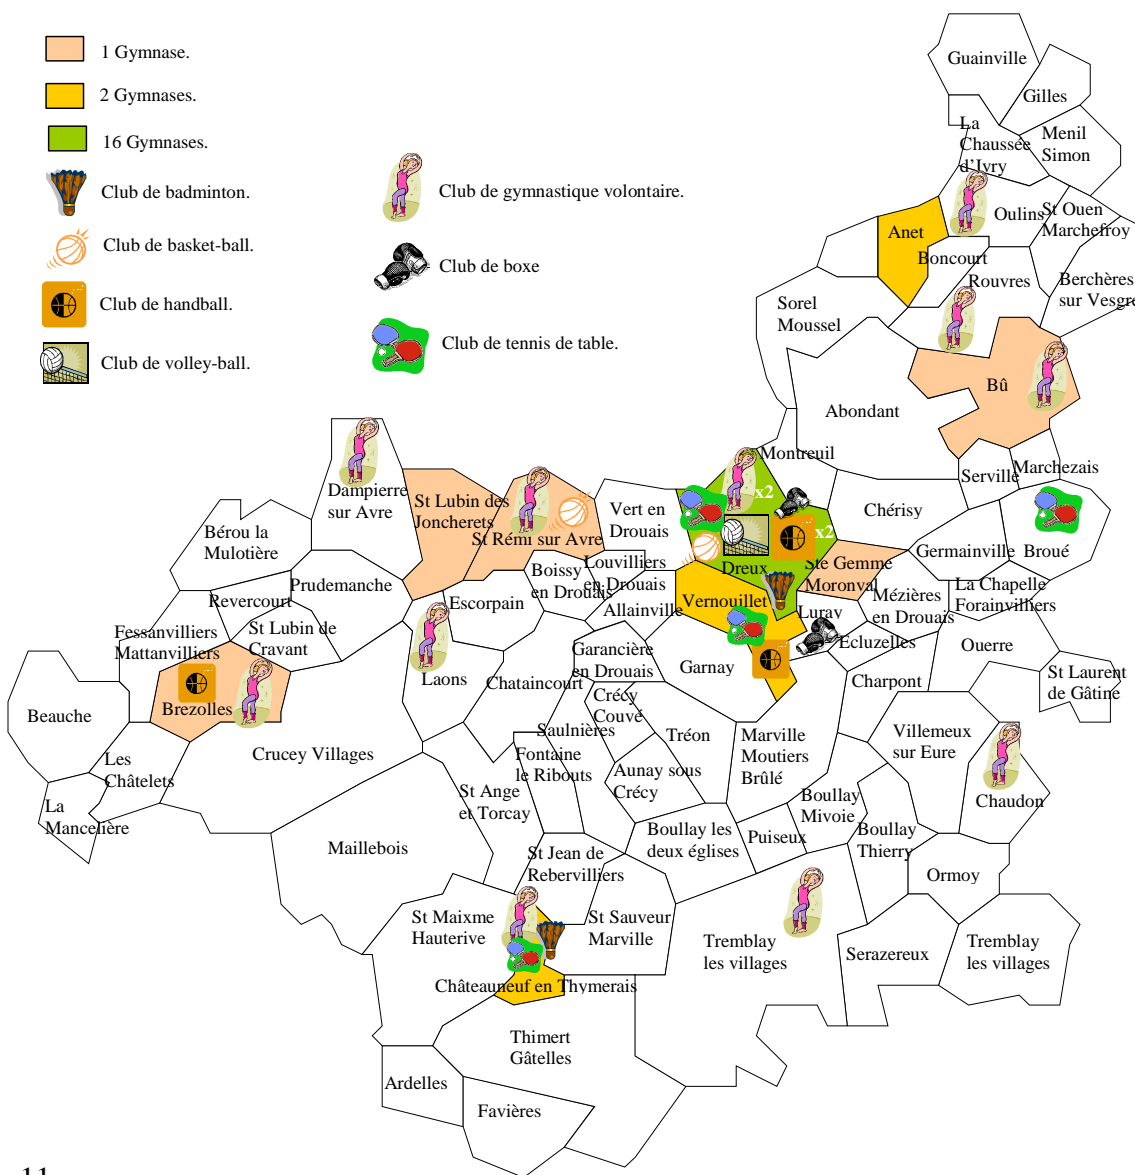 1 Gymnase.
2 Gymnases.
16 Gymnases.
Club de badminton.
Club de basket-ball.
Club de handball.
Club de volley-ball.
Club de gymnastique volontaire.
Club de boxe
Club de tennis de table.
Guainville
Gilles
La
Chaussée
d'Ivry
Menil
Simon
Oulins
St Ouen
Marchefroy
Anet
Boncourt
Rouvres
Berchères
sur Vesgre
Sorel
Moussel
Bû
Abondant
Montreuil
Serville
Marchezais
Dampierre
sur Avre
St Lubin des
Joncherets
St Rémi sur Avre
Vert en
Drouais
x2
x2
Dreux
Chérisy
Germainville
Broué
Bérou la
Mulotière
Prudemanche
Boissy
en Drouais
Louvilliers
en Drouais
Ste Gemme
Moronval
Mézières
en Drouais
La Chapelle
Forainvilliers
Revercourt
Escorpain
Allainville
Vernouillet
Luray
Ecluzelles
Ouerre
Fessanvilliers
Mattanvilliers
St Lubin de
Cravant
Laons
Garancière
en Drouais
Garnay
Charpont
St Laurent
de Gâtine
Beauche
Brezolles
Chataincourt
Crécy
Couvé
Saulnières
Tréon
Marville
Moutiers
Brûlé
Villemeux
sur Eure
Les
Châtelets
Crucey Villages
Fontaine
le Ribouts
Aunay sous
Crécy
Chaudon
La
Mancelière
St Ange
et Torcay
Boullay
Mivoie
Maillebois
St Jean de
Rebervilliers
Boullay les
deux églises
Puiseux
Boullay
Thierry
Ormoy
St Maixme
Hauterive
St Sauveur
Marville
Tremblay
les villages
Serazereux
Tremblay
les villages
Châteauneuf en Thymerais
Thimert
Gâtelles
Ardelles
Favières
11